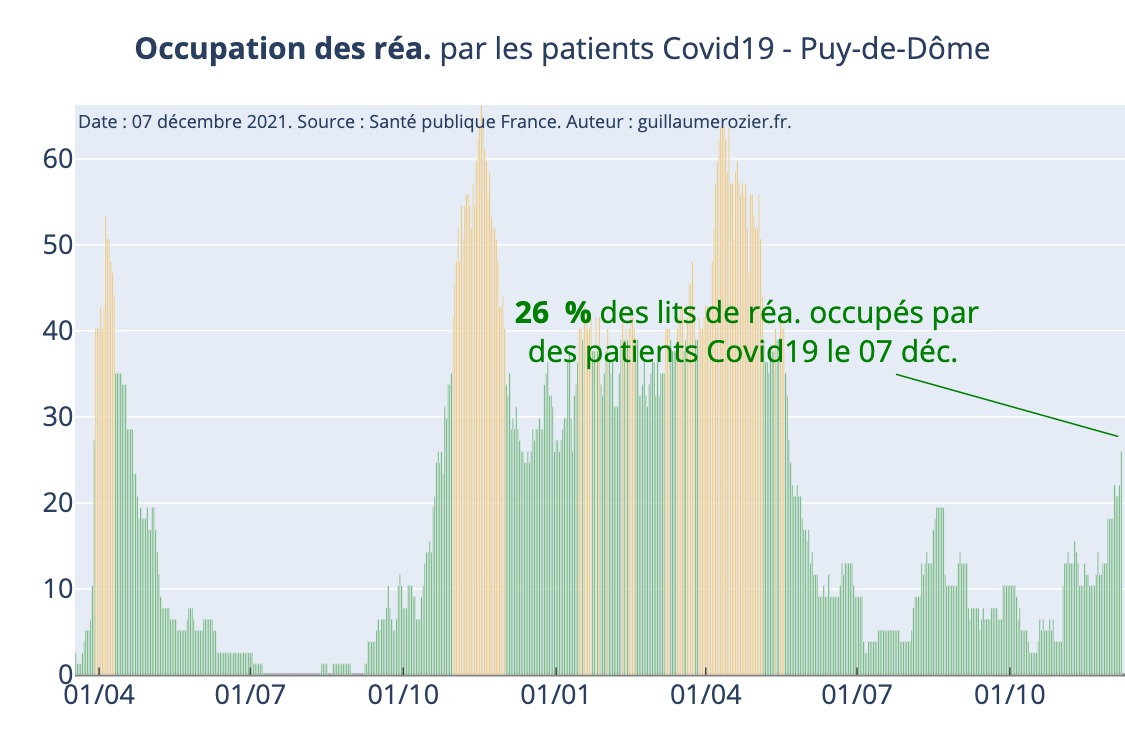 Occupation des réa. par les patients Covid19 - Puy-de-Dôme
Date : 07 décembre 2021. Source : Santé publique France. Auteur : guillaumerozier.fr.
60
50
26 % des lits de réa. occupés par
40
des patients Covid19 le 07 déc.
30
20
10
0
01/04 01/07 01/10 01/01 01/04 01/07 01/10